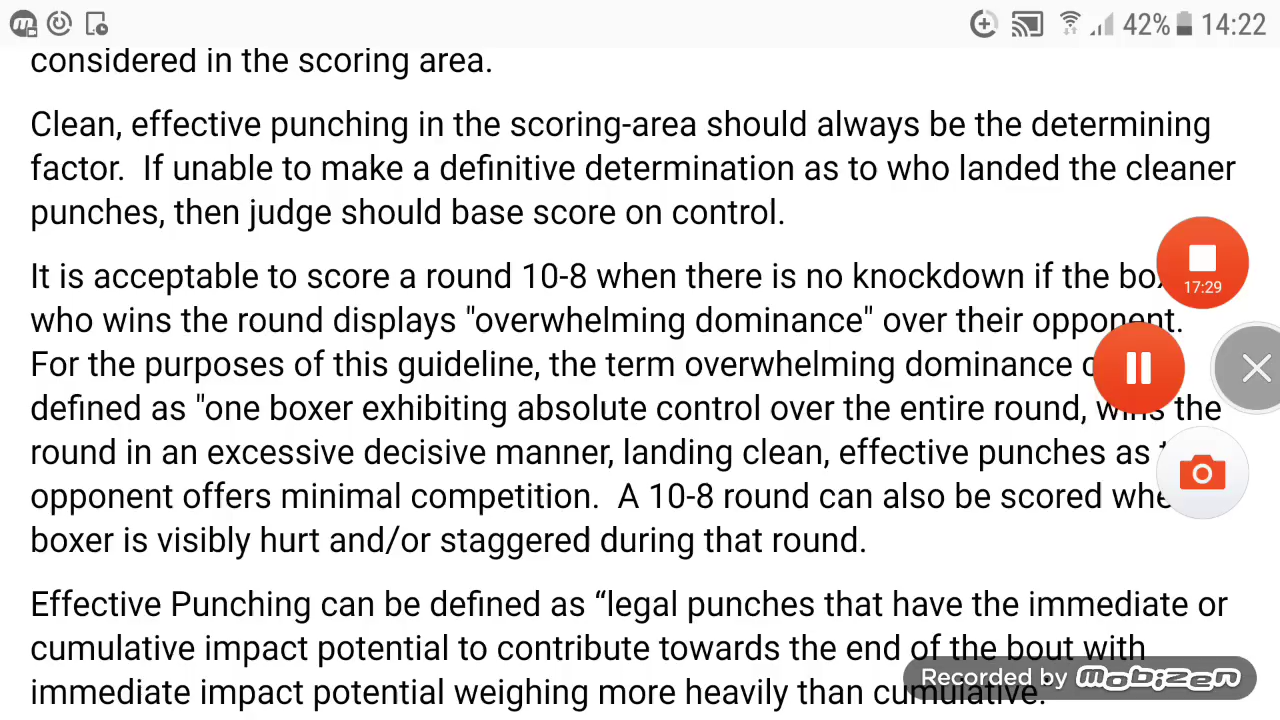 42% 14:22
considered in the scoring area.
Clean, effective punching in the scoring-area should always be the determining
factor.  If unable to make a definitive determination as to who landed the cleaner
punches, then judge should base score on control.
It is acceptable to score a round 10-8 when there is no knockdown if the
who wins the round displays "overwhelming dominance" over their opponent.
For the purposes of this guideline, the term overwhelming dominance
defined as "one boxer exhibiting absolute control over the entire round, wins the
round in an excessive decisive manner, landing clean, effective punches as
opponent offers minimal competition.  A 10-8 round can also be scored
boxer is visibly hurt and/or staggered during that round.
Effective Punching can be defined as “legal punches that have the immediate or
cumulative impact potential to contribute towards the end of the bout with
immediate impact potential weighing more heavily than cumulative.
17:29
Recorded by mobizen